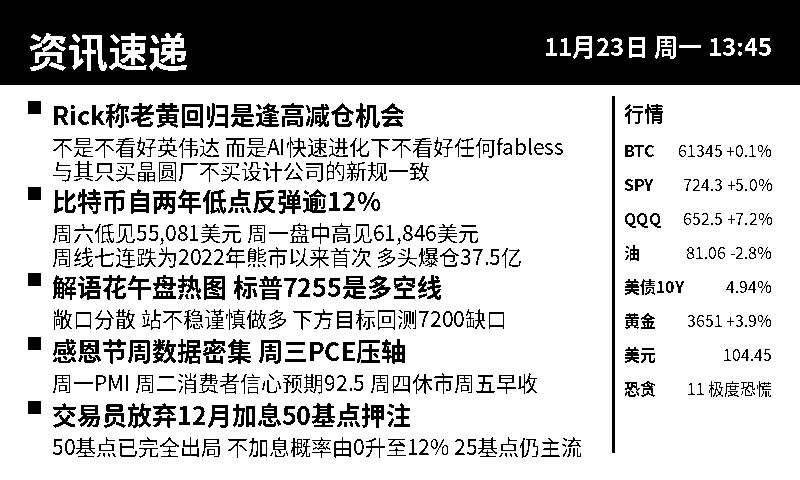 资讯速递
11月23日 周一 13:45
Rick称老黄回归是逢高减仓机会
不是不看好英伟达 而是AI快速进化下不看好任何fabless
与其只买晶圆厂不买设计公司的新规一致
比特币自两年低点反弹逾12%
周六低见55,081美元 周一盘中高见61,846美元
周线七连跌为2022年熊市以来首次 多头爆仓37.5亿
解语花午盘热图 标普7255是多空线
敞口分散 站不稳谨慎做多 下方目标回测7200缺口
感恩节周数据密集 周三PCE压轴
周一PMI 周二消费者信心预期92.5 周四休市周五早收
交易员放弃12月加息50基点押注
50基点已完全出局 不加息概率由0升至12% 25基点仍主流
行情
BTC 61345 +0.1%
SPY 724.3 +5.0%
QQQ 652.5 +7.2%
油 81.06 -2.8%
美债10Y 4.94%
黄金 3651 +3.9%
美元 104.45
恐贪 11 极度恐慌